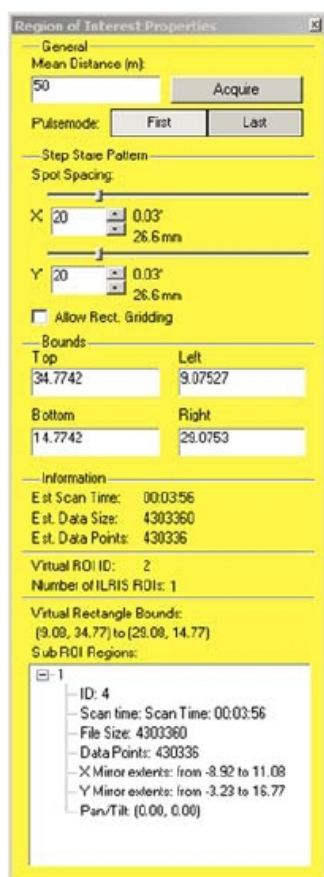 Region of Interest Properties
General
Mean Distance (m):
50
Acquire
Pulsemode:
First
Last
Step Stare Pattern
Spot Spacing:
X 20 0.03°
26.6 mm
Y 20 0.03°
26.6 mm
Allow Rect. Gridding
Bounds
Top
Left
34.7742
9.07527
Bottom
Right
14.7742
29.0753
Information
Est Scan Time: 00:03:56
Est. Data Size: 4303360
Est. Data Points: 430336
Virtual ROI ID: 2
Number of ILRIS ROIs: 1
Virtual Rectangle Bounds:
(9.08, 34.77) to (29.08, 14.77)
Sub ROI Regions:
1
ID: 4
Scan time: Scan Time: 00:03:56
File Size: 4303360
Data Points: 430336
X Mirror extents: from -8.92 to 11.08
Y Mirror extents: from -3.23 to 16.77
Pan/Tilt: (0.00, 0.00)